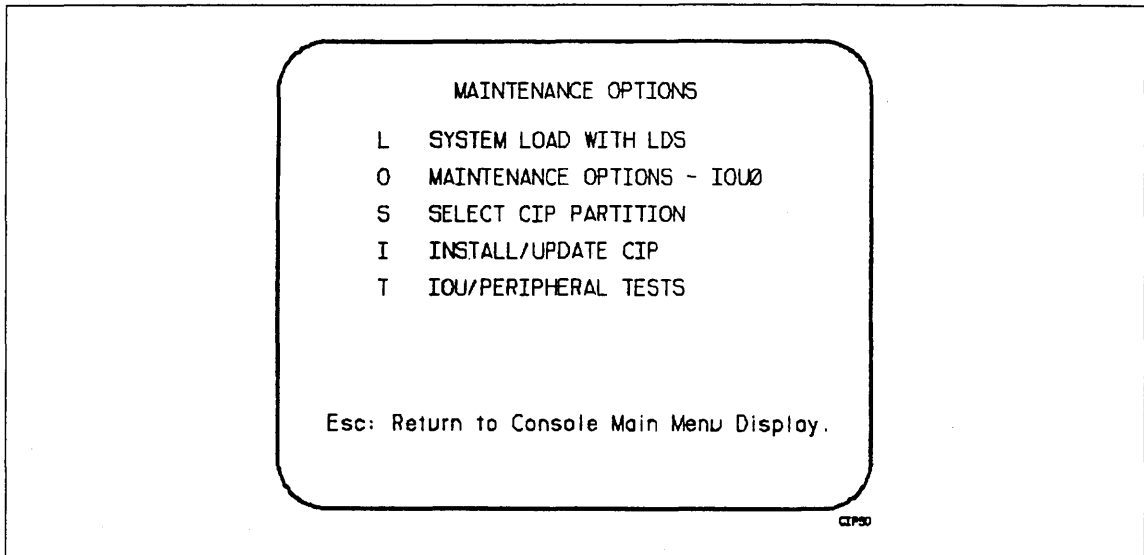 MAINTENANCE OPTIONS
L SYSTEM LOAD WITH LDS
O MAINTENANCE OPTIONS - IOU0
S SELECT CIP PARTITION
I INSTALL/UPDATE CIP
T IOU/PERIPHERAL TESTS
Esc: Return to Console Main Menu Display.